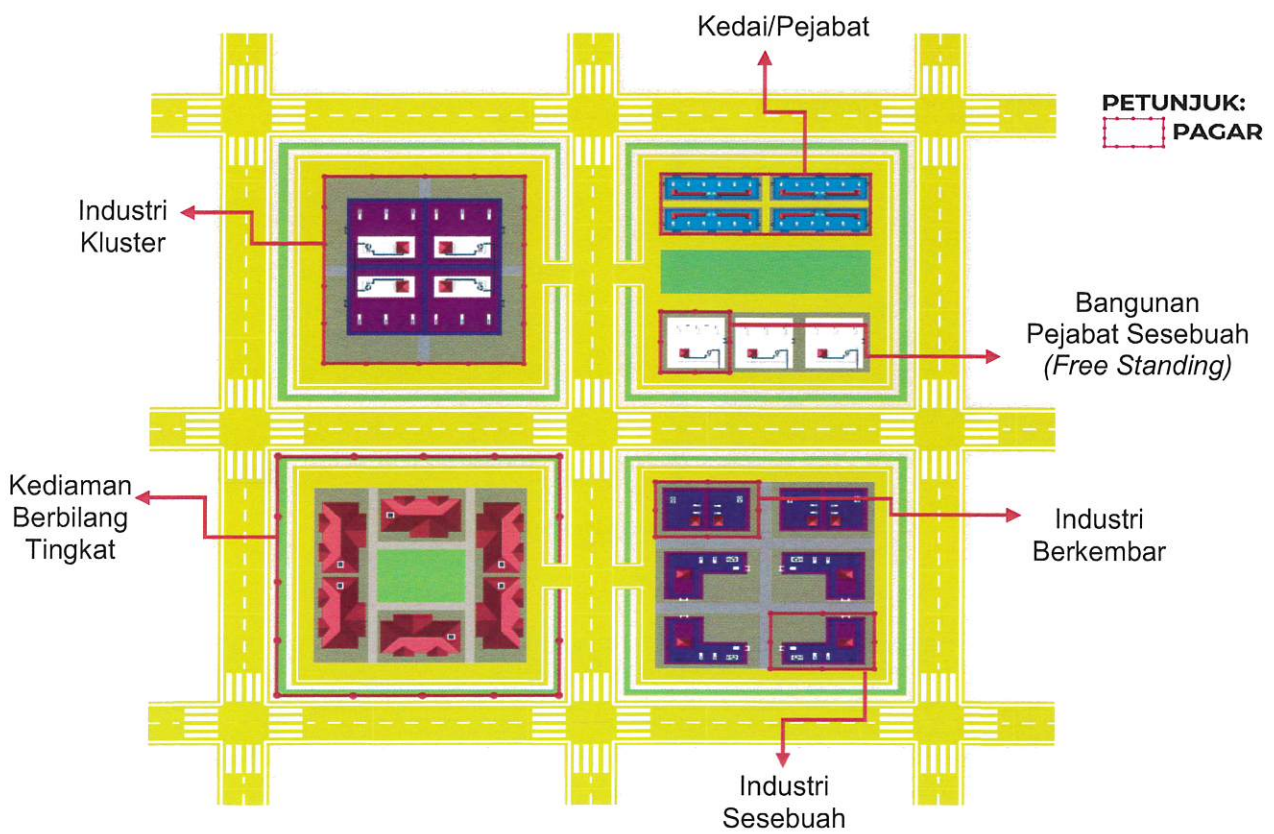 Kedai/Pejabat
PETUNJUK:
PAGAR
Industri
Kluster
Bangunan
Pejabat Sesebuah
(Free Standing)
Kediaman
Berbilang
Tingkat
Industri
Berkembar
Industri
Sesebuah